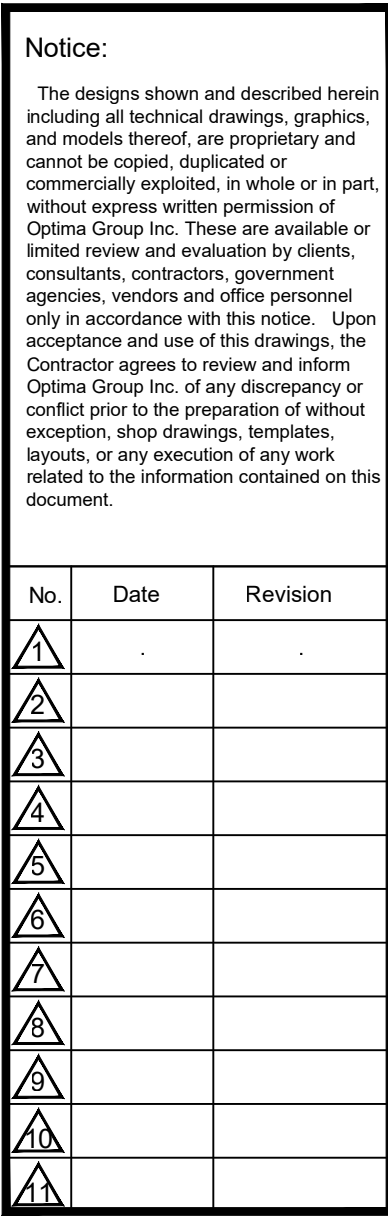 Notice:
The designs shown and described herein
including all technical drawings, graphics,
and models thereof, are proprietary and
cannot be copied, duplicated or
commercially exploited, in whole or in part,
without express written permission of
Optima Group Inc. These are available or
limited review and evaluation by clients,
consultants, contractors, government
agencies, vendors and office personnel
only in accordance with this notice. Upon
acceptance and use of this drawings, the
Contractor agrees to review and inform
Optima Group Inc. of any discrepancy or
conflict prior to the preparation of without
exception, shop drawings, templates,
layouts, or any execution of any work
related to the information contained on this
document.
No. Date Revision
1 . .
2
3
4
5
6
7
8
9
10
11